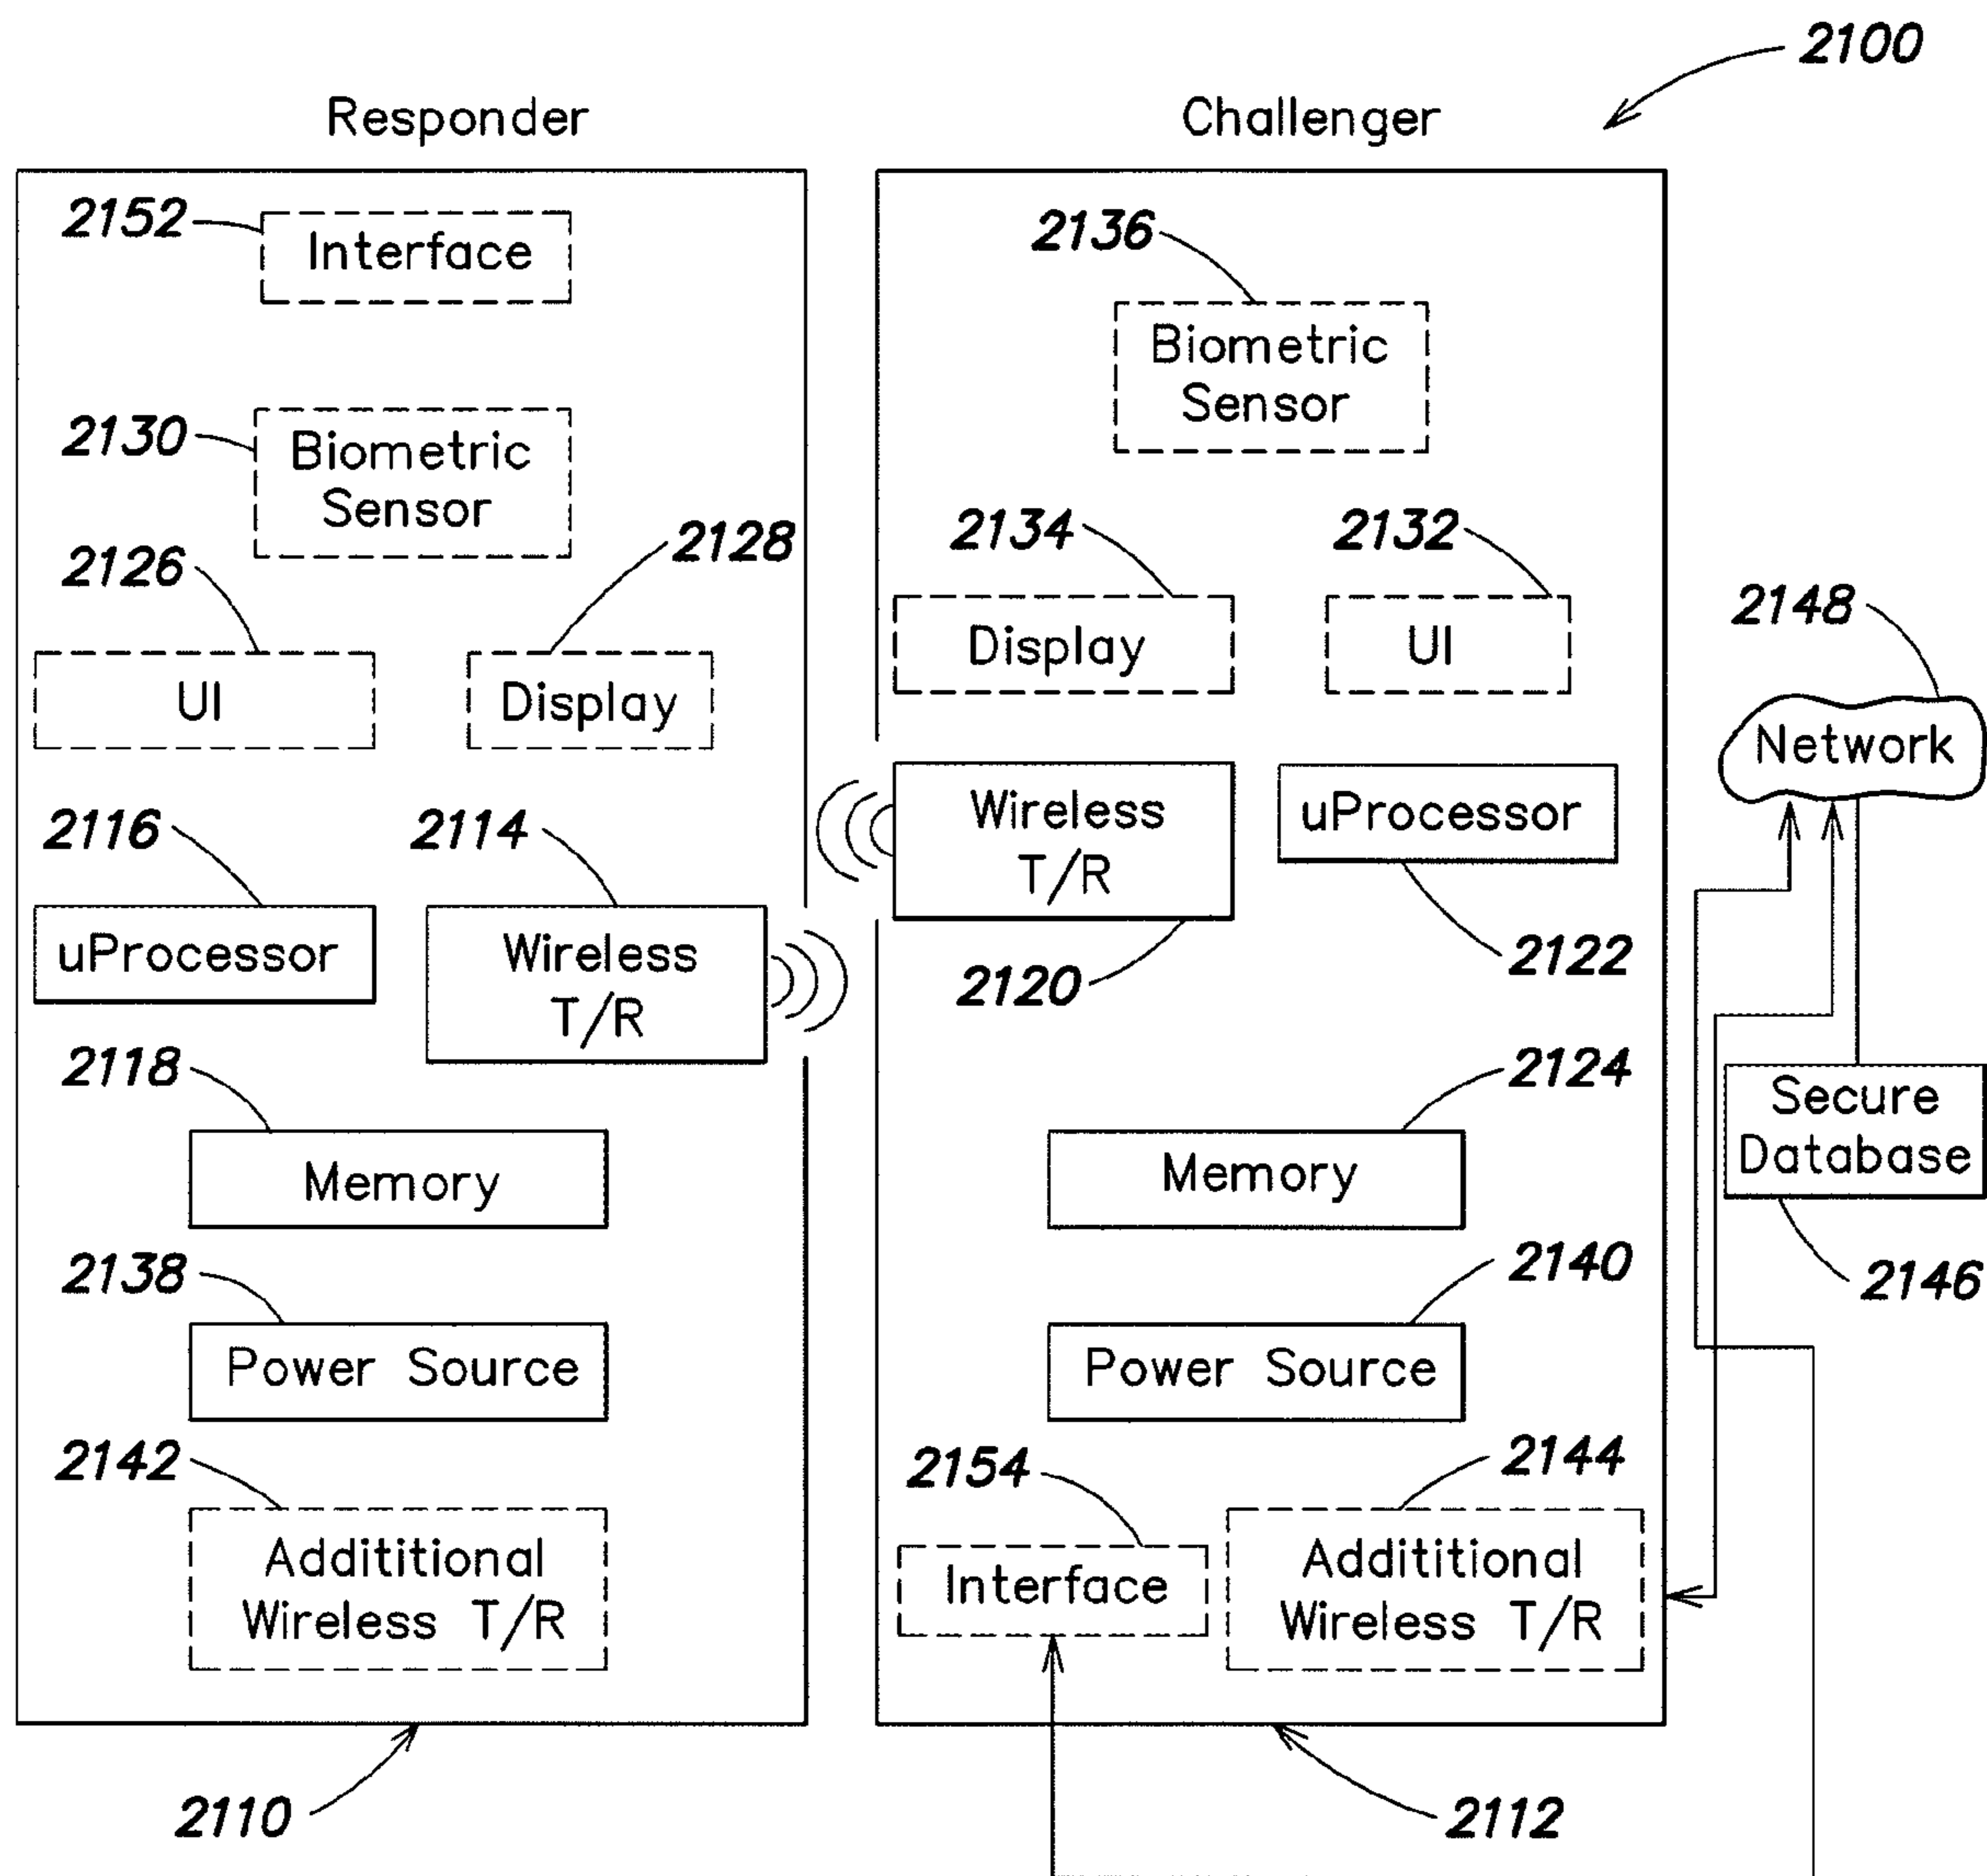 2100
Responder
Challenger
2152
Interface
2130
Biometric
Sensor
2126
2128
UI
Display
2116
2114
uProcessor
Wireless
T/R
2118
Memory
2138
Power Source
2142
Addititional
Wireless T/R
2110
2136
Biometric
Sensor
2134
2132
Display
UI
Wireless
T/R
uProcessor
2120
2122
2124
Memory
2140
Power Source
2154
2144
Interface
Addititional
Wireless T/R
2112
2148
Network
Secure
Database
2146